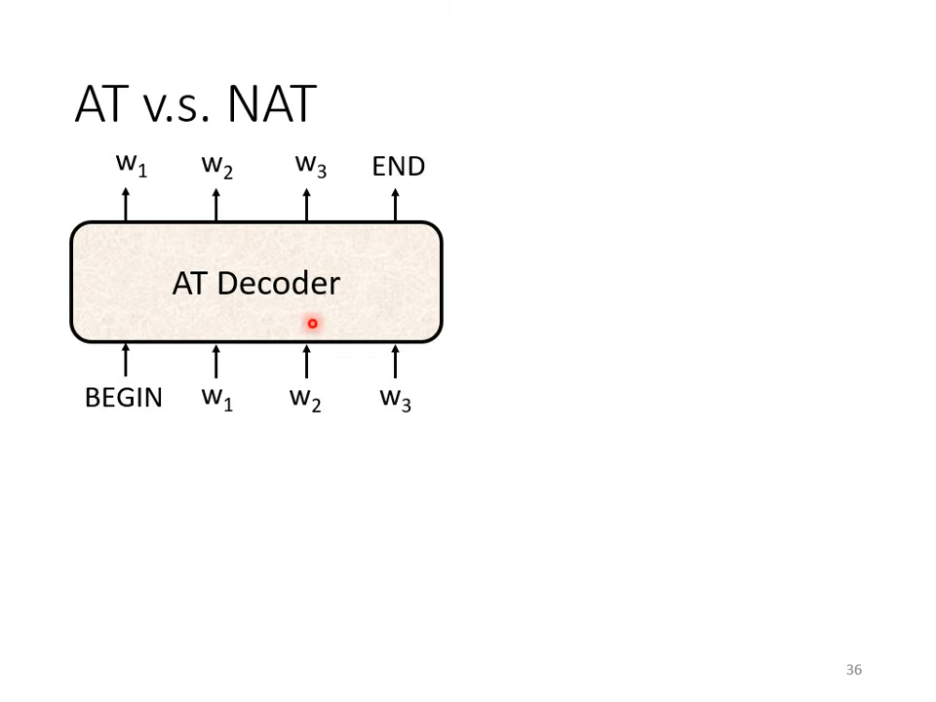 AT v.s. NAT
w₁ w₂ w₃ END
AT Decoder
BEGIN w₁ w₂ w₃
36